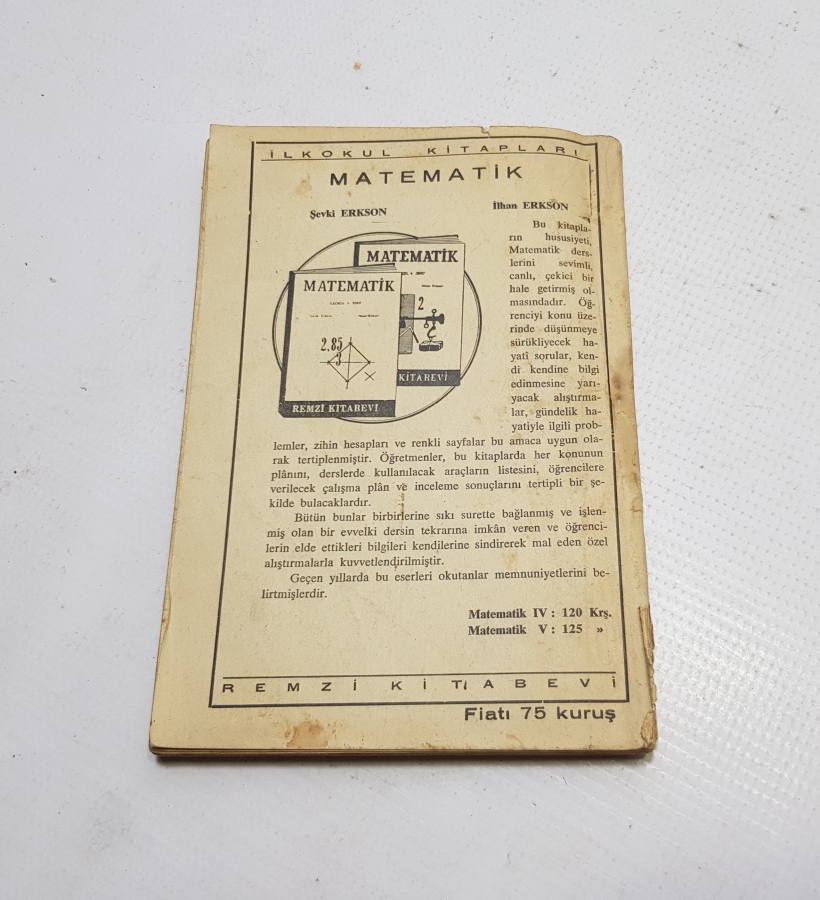 İLKOKUL KİTAPLARI
MATEMATİK
Şevki ERKSON
İlhan ERKSON
Bu kitapla-
rın hususiyeti,
Matematik ders-
lerini sevimli,
canlı, çekici bir
hale getirmiş ol-
masındadır. Öğ-
renciyi konu üze-
rinde düşünmeye
sürükliyecek ha-
yatî sorular, ken-
di kendine bilgi
edinmesine yarı-
yacak alıştırma-
lar, gündelik ha-
yatiyle ilgili prob-
lemler, zihin hesapları ve renkli sayfalar bu amaca uygun ola-
rak tertiplenmiştir. Öğretmenler, bu kitaplarda her konunun
plânını, derslerde kullanılacak araçların listesini, öğrencilere
verilecek çalışma plân ve inceleme sonuçlarını tertipli bir şe-
kilde bulacaklardır.
Bütün bunlar birbirlerine sıkı surette bağlanmış ve işlen-
miş olan bir evvelki dersin tekrarına imkân veren ve öğrenci-
lerin elde ettikleri bilgileri kendilerine sindirerek mal eden özel
alıştırmalarla kuvvetlendirilmiştir.
Geçen yıllarda bu eserleri okutanlar memnuniyetlerini be-
lirtmişlerdir.
MATEMATİK
2
KİTABEVİ
MATEMATİK
2.85
3
REMZİ KİTABEVİ
Matematik IV : 120 Krş.
Matematik V : 125 »
REMZİ KİTABEVİ
Fiatı 75 kuruş